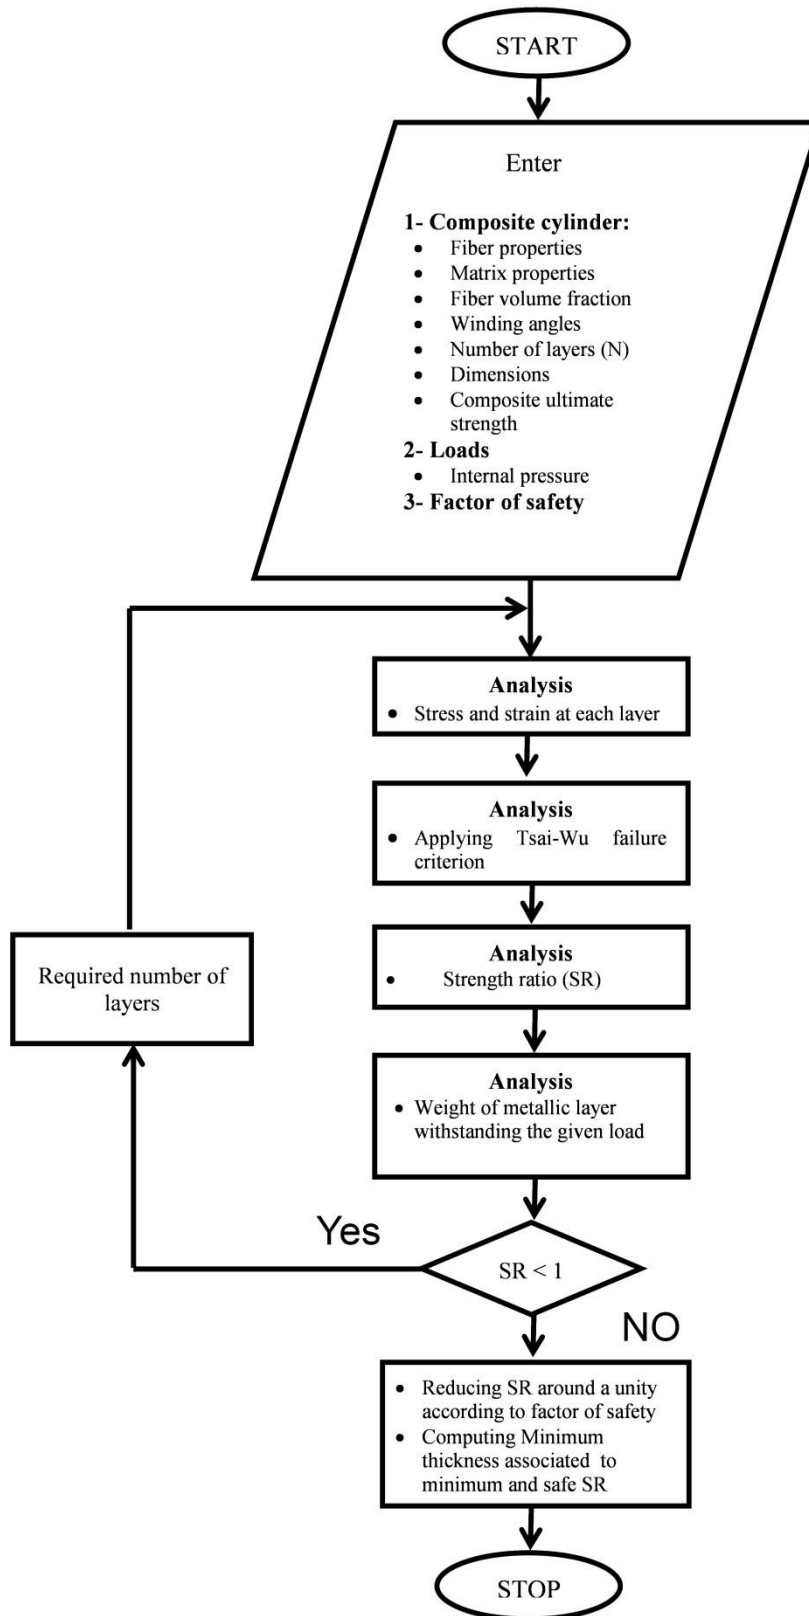 START
Enter
1- Composite cylinder:
• Fiber properties
• Matrix properties
• Fiber volume fraction
• Winding angles
• Number of layers (N)
• Dimensions
• Composite ultimate
strength
2- Loads
• Internal pressure
3- Factor of safety
Analysis
• Stress and strain at each layer
Analysis
• Applying Tsai-Wu failure
criterion
Analysis
• Strength ratio (SR)
Required number of
layers
Analysis
• Weight of metallic layer
withstanding the given load
Yes
SR < 1
NO
• Reducing SR around a unity
according to factor of safety
• Computing Minimum
thickness associated to
minimum and safe SR
STOP